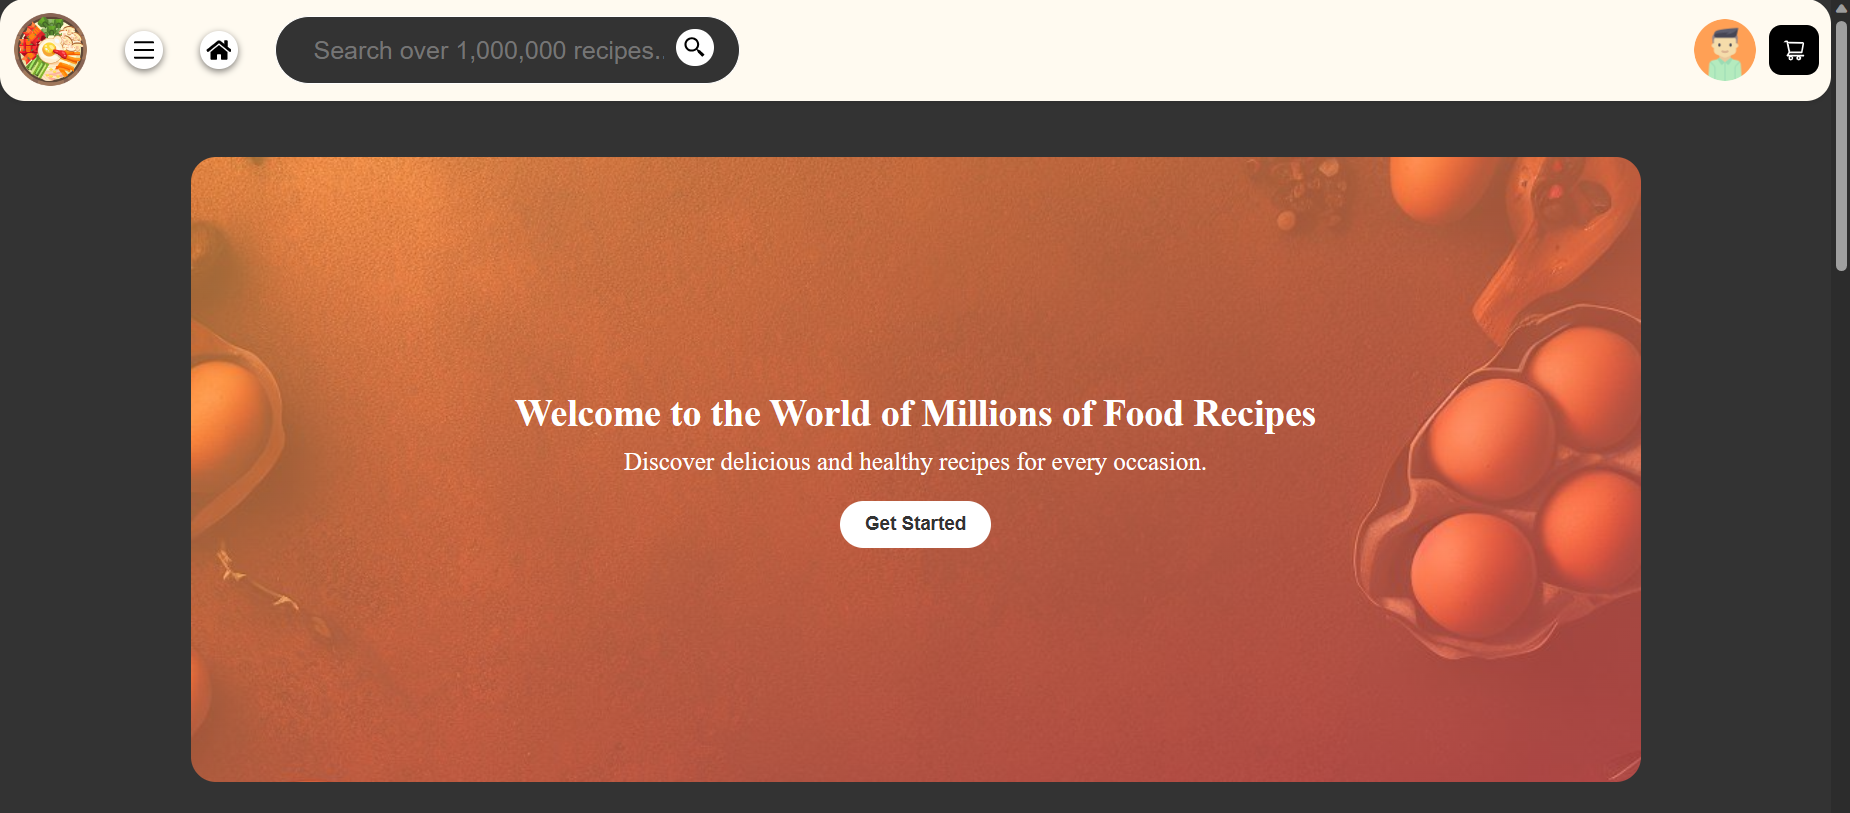 Search over 1,000,000 recipes..
Welcome to the World of Millions of Food Recipes
Discover delicious and healthy recipes for every occasion.
Get Started